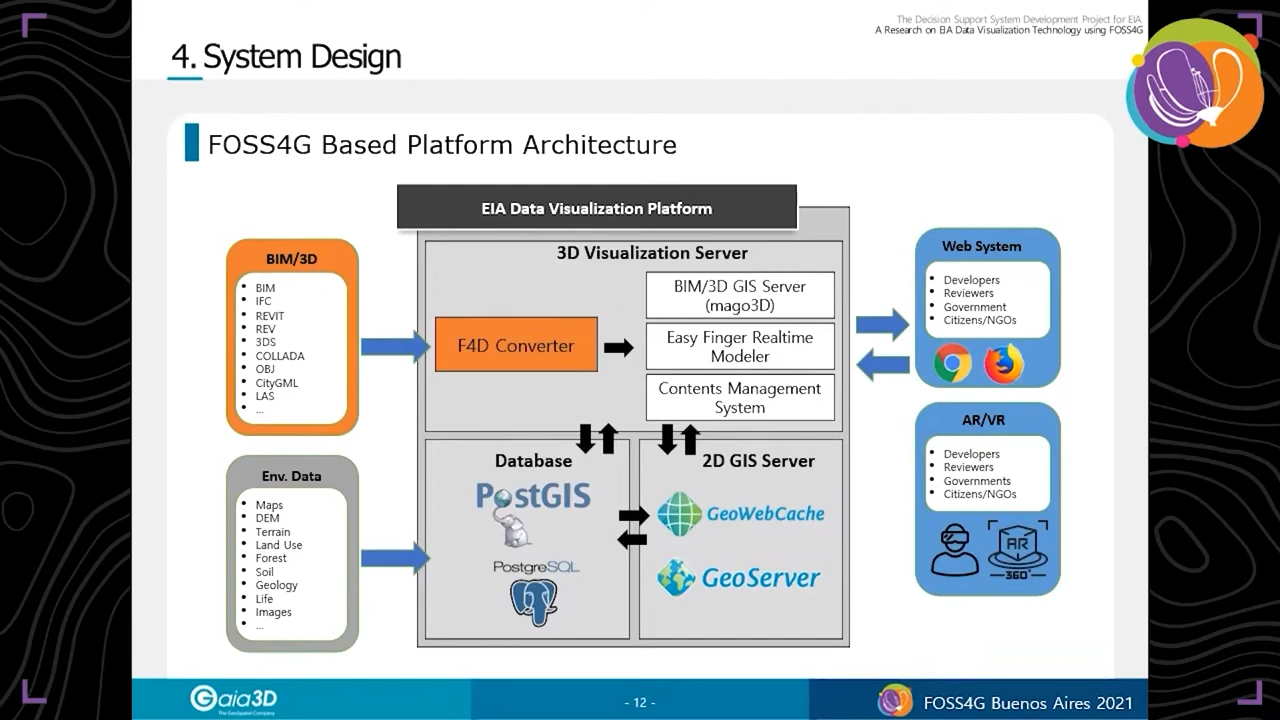 The Decision Support System Development Project for EIA
A Research on EIA Data Visualization Technology using FOSS4G
4. System Design
FOSS4G Based Platform Architecture
EIA Data Visualization Platform
BIM/3D
BIM
IFC
REVIT
REV
3DS
COLLADA
OBJ
CityGML
LAS
...
Env. Data
Maps
DEM
Terrain
Land Use
Forest
Soil
Geology
Life
Images
...
3D Visualization Server
F4D Converter
BIM/3D GIS Server
(mago3D)
Easy Finger Realtime
Modeler
Contents Management
System
Database
PostGIS
PostgreSQL
2D GIS Server
GeoWebCache
GeoServer
Web System
Developers
Reviewers
Government
Citizens/NGOs
AR/VR
Developers
Reviewers
Governments
Citizens/NGOs
AR
360°
Gaia3D
The GeoSpatial Company
- 12 -
FOSS4G Buenos Aires 2021